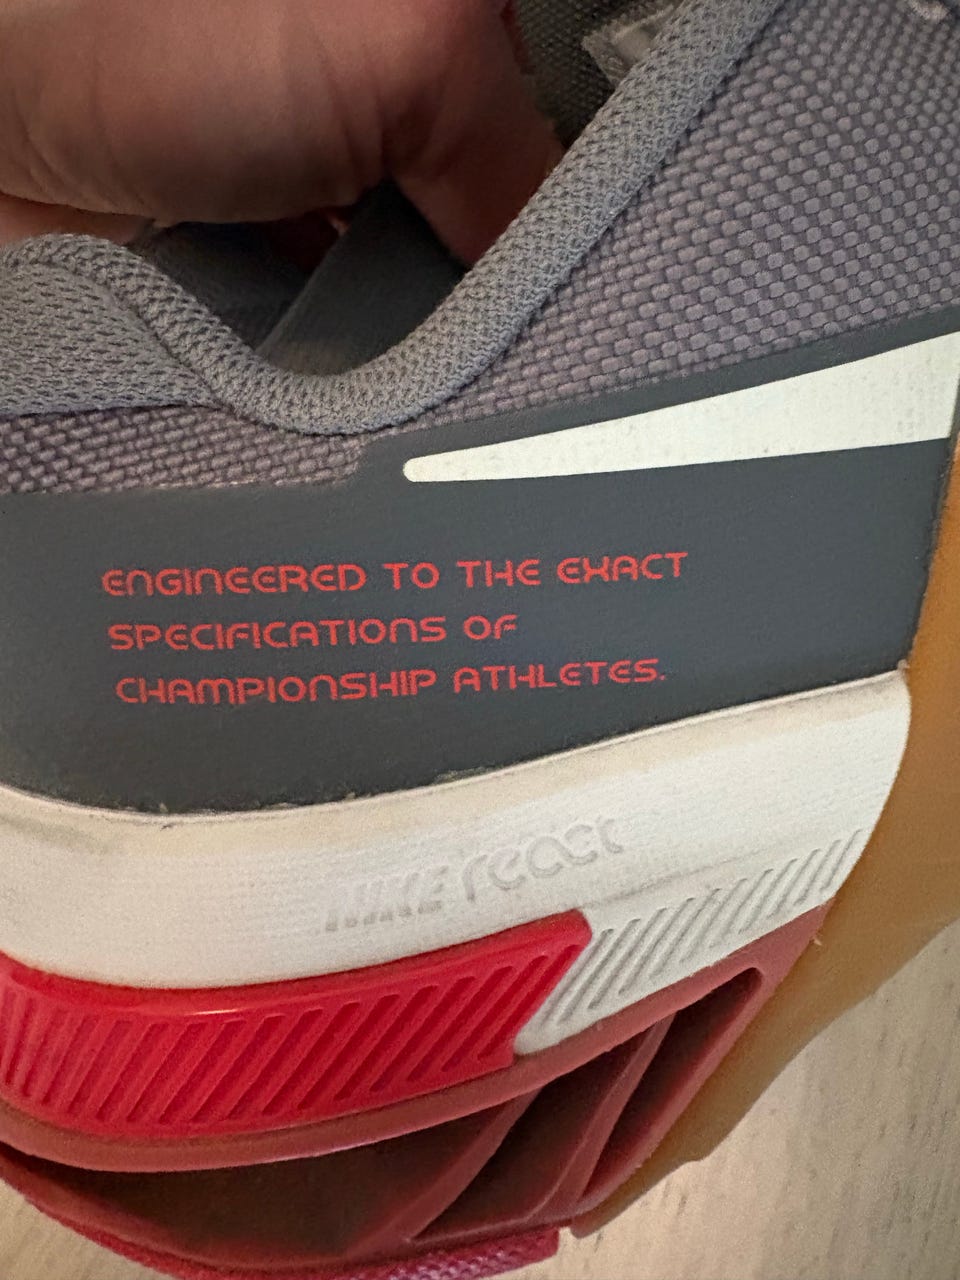 ENGINEERED TO THE EXACT
SPECIFICATIONS OF
CHAMPIONSHIP ATHLETES.
NIKE react